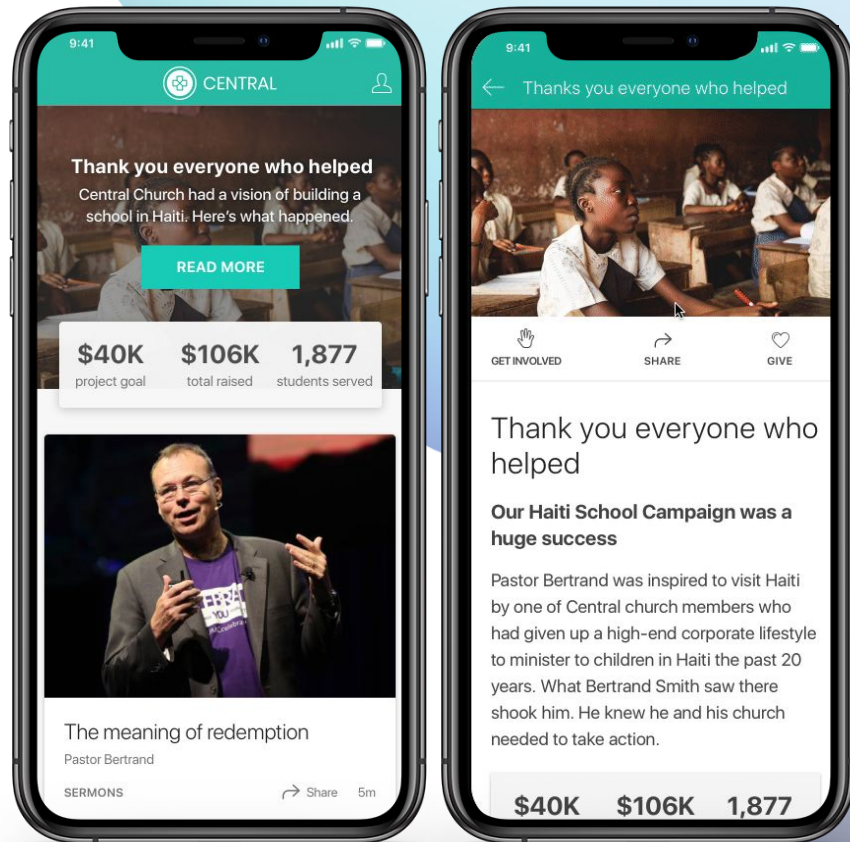 9:41
CENTRAL
Thank you everyone who helped
Central Church had a vision of building a
school in Haiti. Here's what happened.
READ MORE
$40K $106K 1,877
project goal total raised students served
The meaning of redemption
Pastor Bertrand
SERMONS Share 5m
9:41
Thanks you everyone who helped
GET INVOLVED SHARE GIVE
Thank you everyone who
helped
Our Haiti School Campaign was a
huge success
Pastor Bertrand was inspired to visit Haiti
by one of Central church members who
had given up a high-end corporate lifestyle
to minister to children in Haiti the past 20
years. What Bertrand Smith saw there
shook him. He knew he and his church
needed to take action.
$40K $106K 1,877